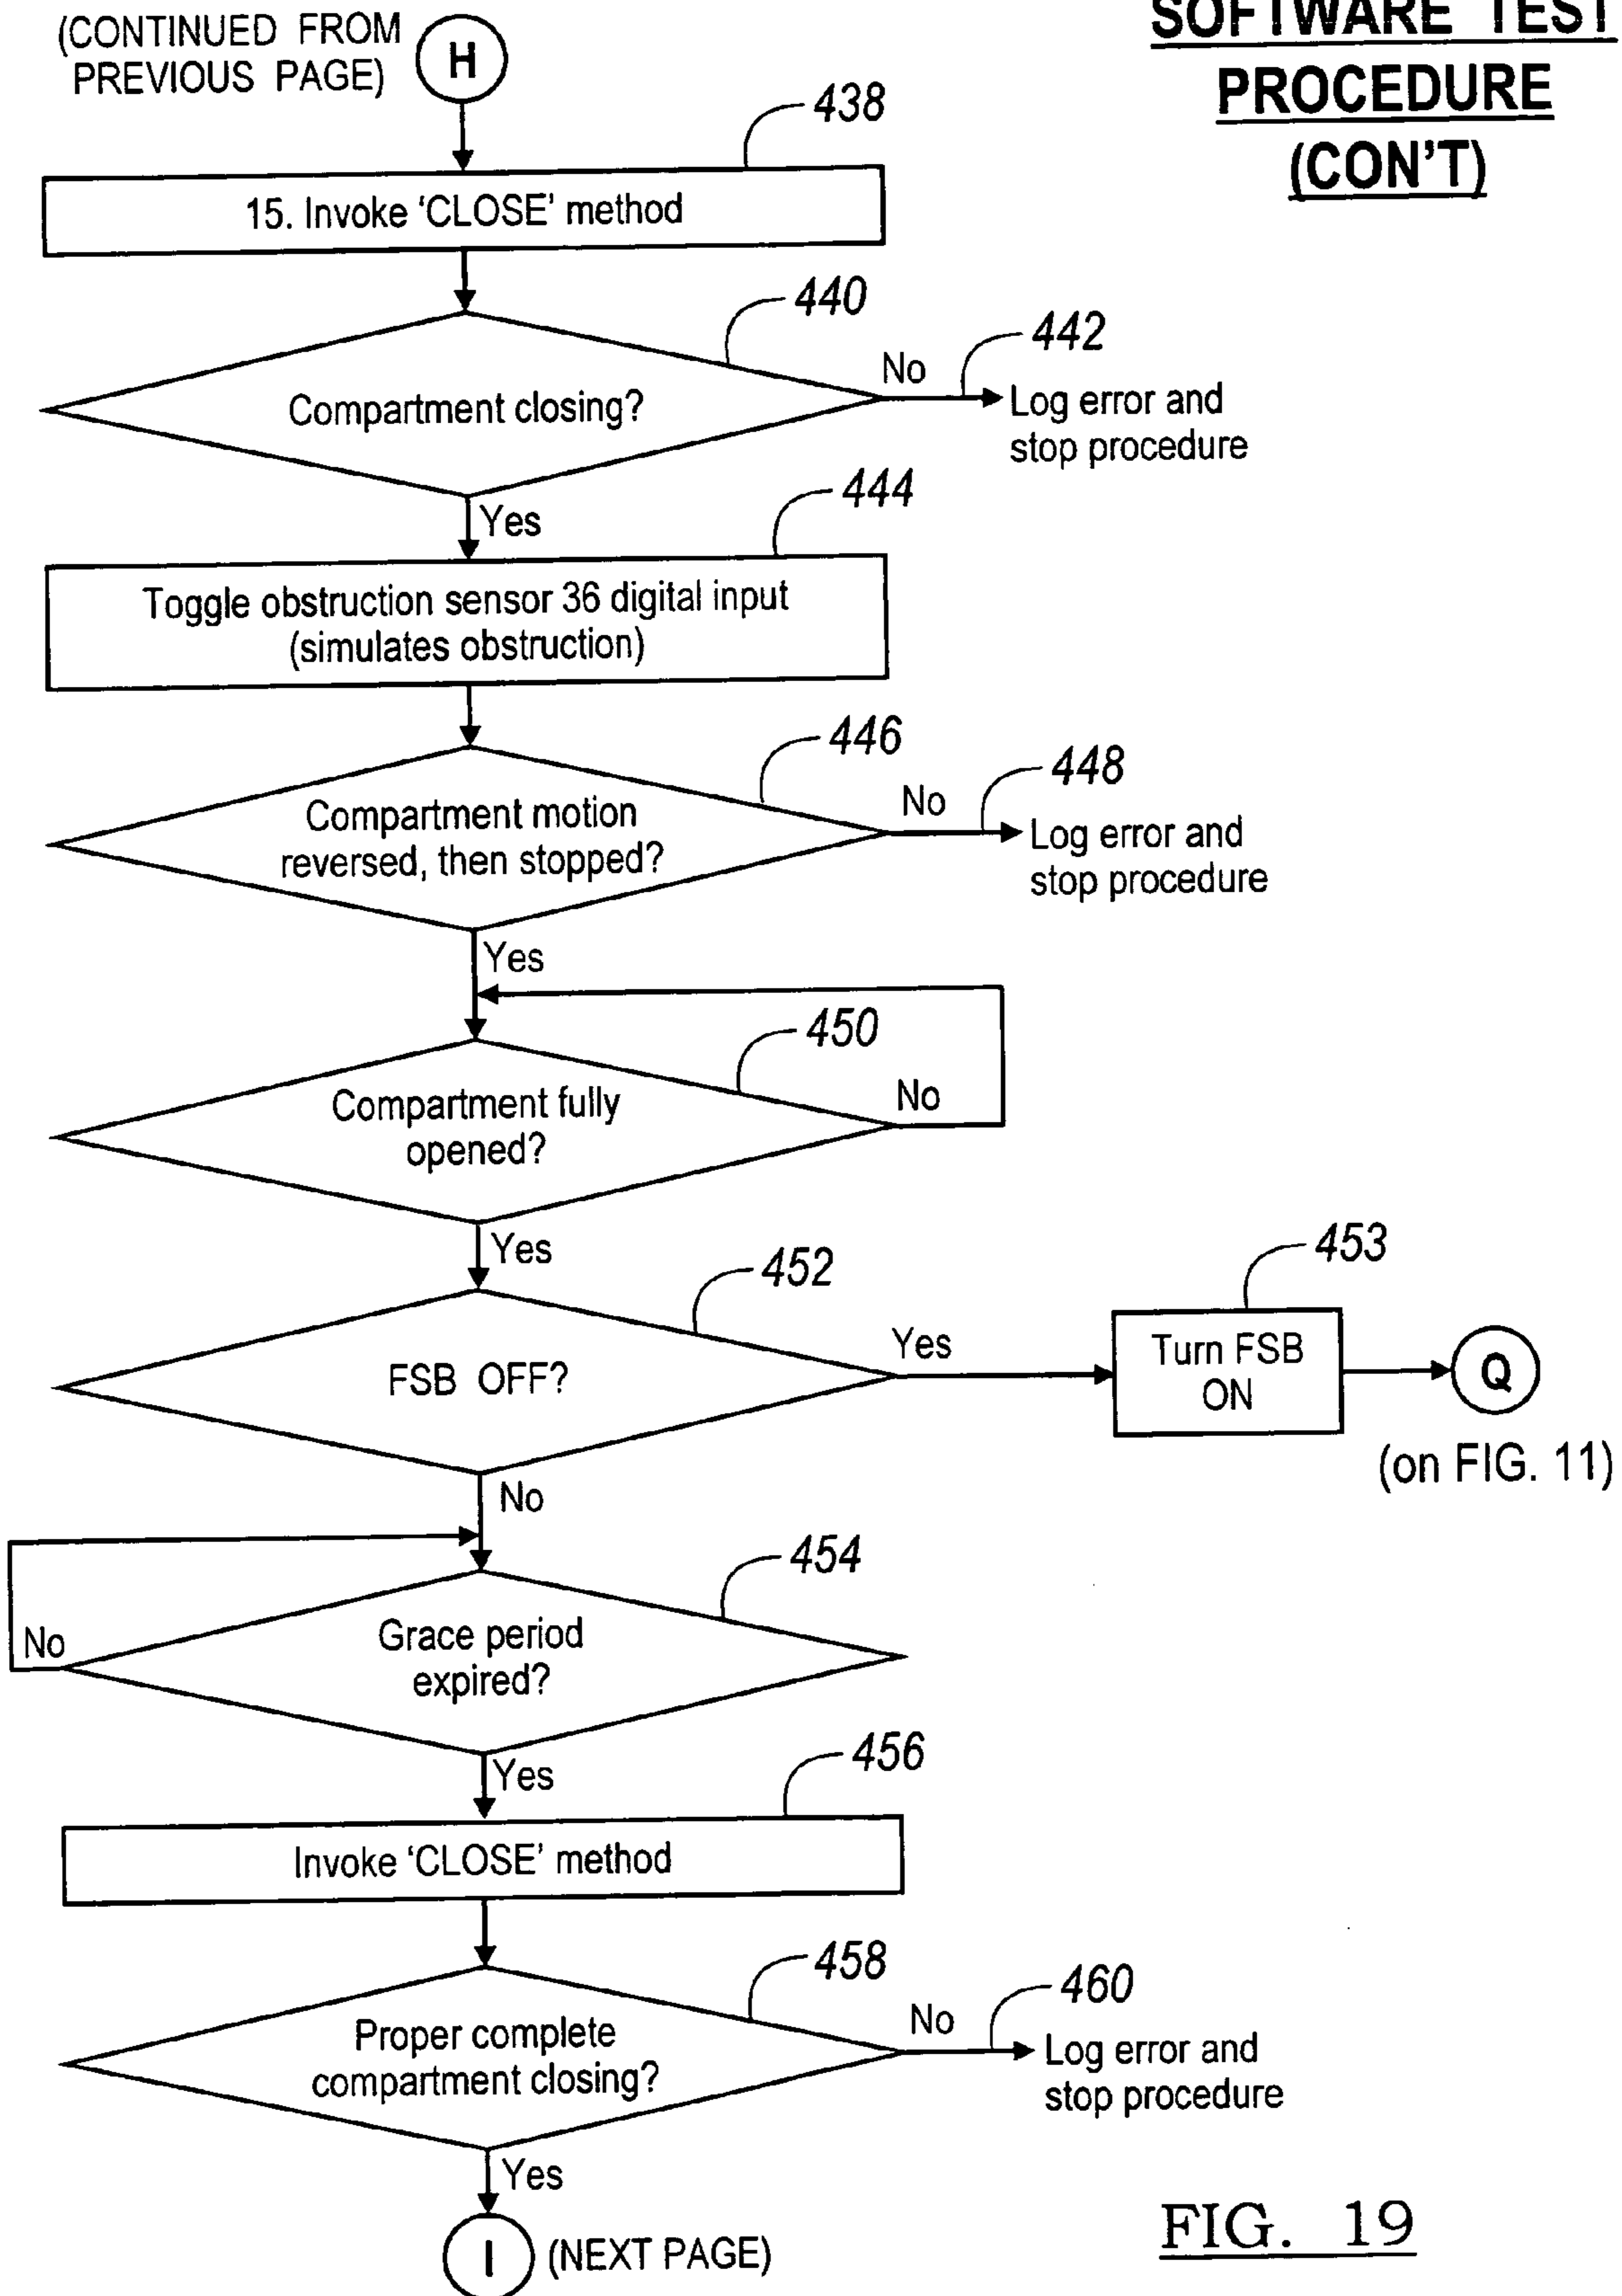 SOFTWARE TEST
PROCEDURE
(CON'T)
(CONTINUED FROM
PREVIOUS PAGE)
H
438
15. Invoke ‘CLOSE’ method
440
Compartment closing?
No
442
Log error and
stop procedure
Yes
444
Toggle obstruction sensor 36 digital input
(simulates obstruction)
446
Compartment motion
reversed, then stopped?
No
448
Log error and
stop procedure
Yes
450
Compartment fully
opened?
No
Yes
452
FSB OFF?
Yes
453
Turn FSB
ON
Q
(on FIG. 11)
No
454
Grace period
expired?
No
Yes
456
Invoke ‘CLOSE’ method
458
Proper complete
compartment closing?
No
460
Log error and
stop procedure
Yes
I
(NEXT PAGE)
FIG. 19